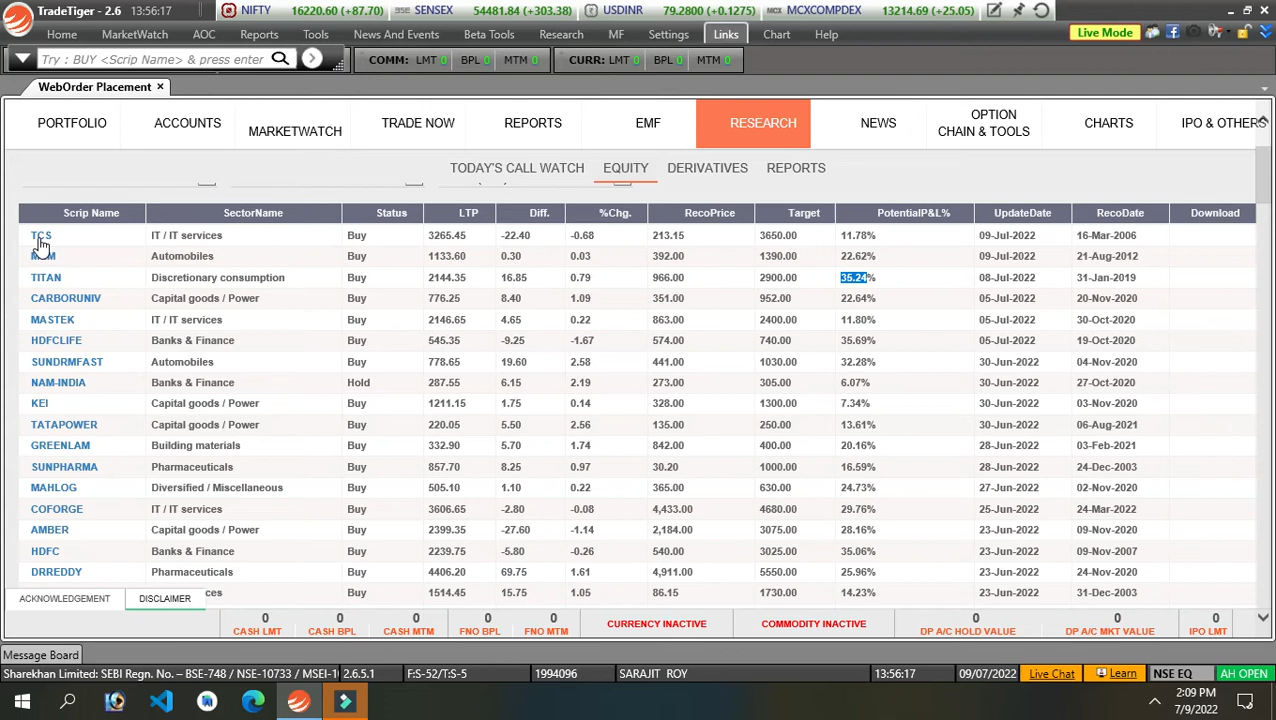 TradeTiger - 2.6 13:56:17 NIFTY 16220.60 (+87.70) BSE SENSEX 54481.84 (+303.38) USDINR 79.2800 (+0.1275) MCXCOMPDEX 13214.69 (+25.05)
Home MarketWatch AOC Reports Tools News And Events Beta Tools Research MF Settings Links Chart Help Live Mode
Try : BUY <Scrip Name> & press enter COMM: LMT 0 BPL 0 MTM 0 CURR: LMT 0 BPL 0 MTM 0
WebOrder Placement ×
PORTFOLIO ACCOUNTS MARKETWATCH TRADE NOW REPORTS EMF RESEARCH NEWS OPTION CHAIN & TOOLS CHARTS IPO & OTHERS
TODAY'S CALL WATCH EQUITY DERIVATIVES REPORTS
Scrip Name SectorName Status LTP Diff. %Chg. RecoPrice Target PotentialP&L% UpdateDate RecoDate Download
TCS IT / IT services Buy 3265.45 -22.40 -0.68 213.15 3650.00 11.78% 09-Jul-2022 16-Mar-2006
M&M Automobiles Buy 1133.60 0.30 0.03 392.00 1390.00 22.62% 09-Jul-2022 21-Aug-2012
TITAN Discretionary consumption Buy 2144.35 16.85 0.79 966.00 2900.00 35.24% 08-Jul-2022 31-Jan-2019
CARBORUNIV Capital goods / Power Buy 776.25 8.40 1.09 351.00 952.00 22.64% 05-Jul-2022 20-Nov-2020
MASTEK IT / IT services Buy 2146.65 4.65 0.22 863.00 2400.00 11.80% 05-Jul-2022 30-Oct-2020
HDFCLIFE Banks & Finance Buy 545.35 -9.25 -1.67 574.00 740.00 35.69% 05-Jul-2022 19-Oct-2020
SUNDRMFAST Automobiles Buy 778.65 19.60 2.58 441.00 1030.00 32.28% 30-Jun-2022 04-Nov-2020
NAM-INDIA Banks & Finance Hold 287.55 6.15 2.19 273.00 305.00 6.07% 30-Jun-2022 27-Oct-2020
KEI Capital goods / Power Buy 1211.15 1.75 0.14 328.00 1300.00 7.34% 30-Jun-2022 03-Nov-2020
TATAPOWER Capital goods / Power Buy 220.05 5.50 2.56 135.00 250.00 13.61% 30-Jun-2022 06-Aug-2021
GREENLAM Building materials Buy 332.90 5.70 1.74 842.00 400.00 20.16% 28-Jun-2022 03-Feb-2021
SUNPHARMA Pharmaceuticals Buy 857.70 8.25 0.97 30.20 1000.00 16.59% 28-Jun-2022 24-Dec-2003
MAHLOG Diversified / Miscellaneous Buy 505.10 1.10 0.22 365.00 630.00 24.73% 27-Jun-2022 02-Nov-2020
COFORGE IT / IT services Buy 3606.65 -2.80 -0.08 4,433.00 4680.00 29.76% 25-Jun-2022 24-Mar-2022
AMBER Capital goods / Power Buy 2399.35 -27.60 -1.14 2,184.00 3075.00 28.16% 23-Jun-2022 09-Nov-2020
HDFC Banks & Finance Buy 2239.75 -5.80 -0.26 540.00 3025.00 35.06% 23-Jun-2022 09-Nov-2007
DRREDDY Pharmaceuticals Buy 4406.20 69.75 1.61 4,911.00 5550.00 25.96% 23-Jun-2022 24-Nov-2020
ces Buy 1514.45 15.75 1.05 86.15 1730.00 14.23% 23-Jun-2022 31-Dec-2003
ACKNOWLEDGEMENT DISCLAIMER
0 0 0 0 0 0 0 0
CASH LMT CASH BPL CASH MTM FNO BPL FNO MTM CURRENCY INACTIVE COMMODITY INACTIVE DP A/C HOLD VALUE DP A/C MKT VALUE IPO LMT
Message Board
Sharekhan Limited: SEBI Regn. No. – BSE-748 / NSE-10733 / MSEI-1 2.6.5.1 F:S-52/T:S-5 1994096 SARAJIT ROY 13:56:17 09/07/2022 Live Chat Learn NSE EQ AH OPEN
2:09 PM
7/9/2022